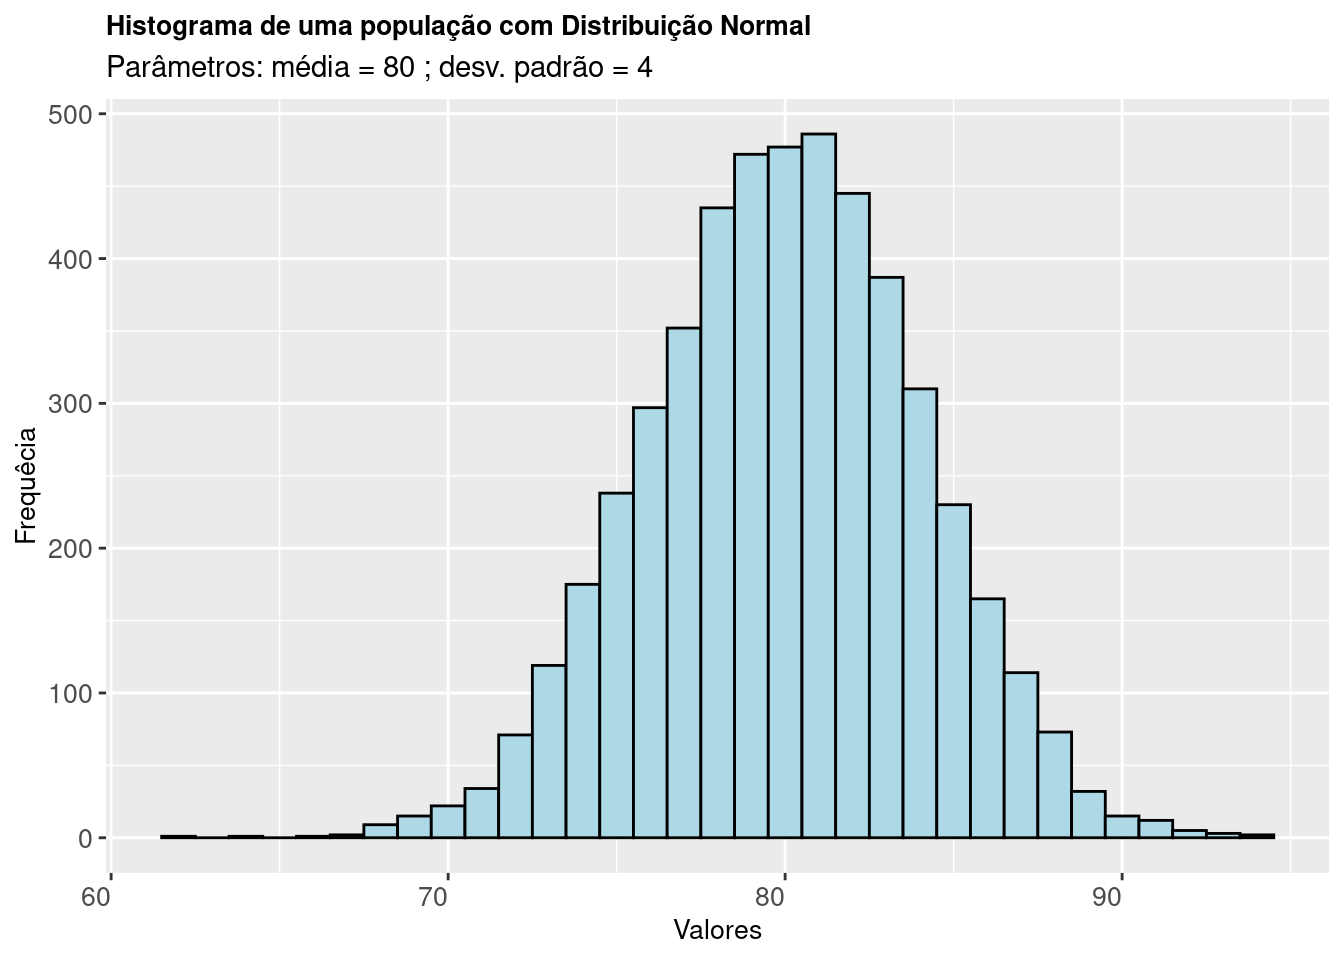 Histograma de uma população com Distribuição Normal
Parâmetros: média = 80 ; desv. padrão = 4
500
400
300
200
100
0
Frequêcia
60 70 80 90
Valores